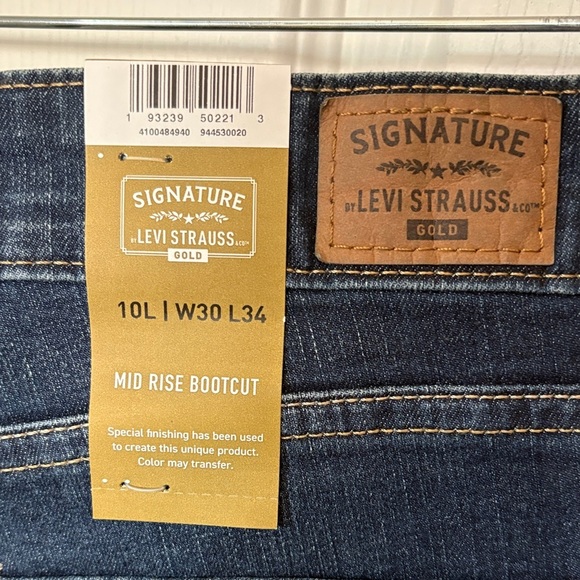 1 93239 50221 3
4100484940 944530020
SIGNATURE
BY LEVI STRAUSS & CO™
GOLD
10L | W30 L34
MID RISE BOOTCUT
Special finishing has been used
to create this unique product.
Color may transfer.
SIGNATURE
BY LEVI STRAUSS & CO™
GOLD